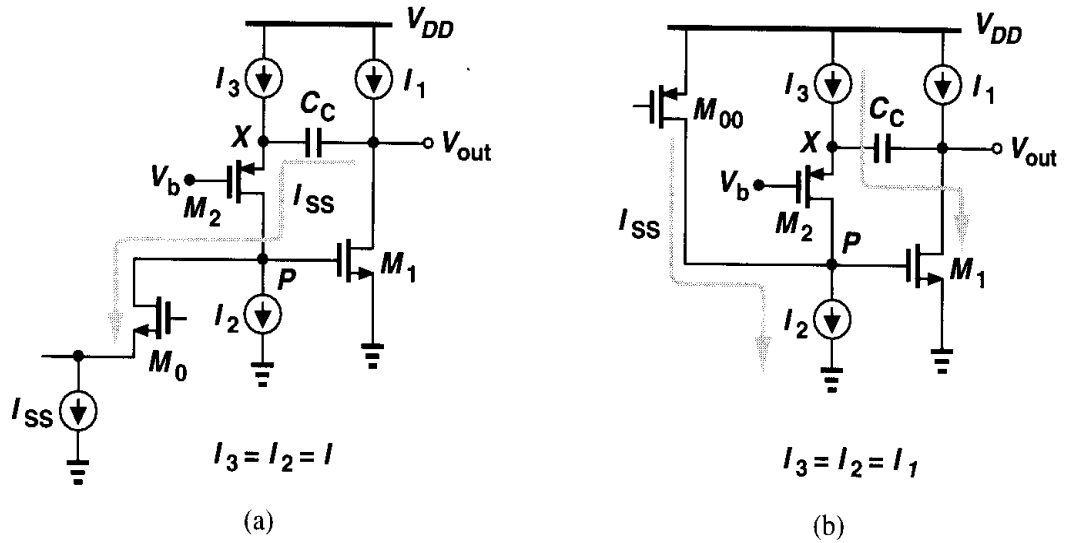 V_DD
I_3
I_1
C_C
X
V_out
V_b
M_2
I_SS
P
M_1
I_2
M_0
I_SS
I_3 = I_2 = I
(a)
V_DD
I_3
I_1
M_00
C_C
X
V_out
V_b
M_2
I_SS
P
M_1
I_2
I_3 = I_2 = I_1
(b)